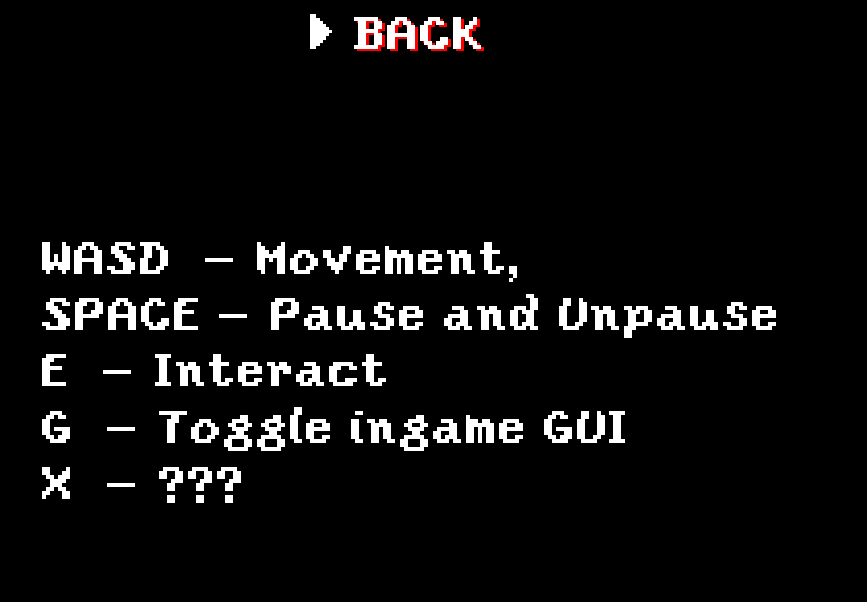 BACK
WASD – Movement,
SPACE – Pause and Unpause
E – Interact
G – Toggle ingame GUI
X – ???